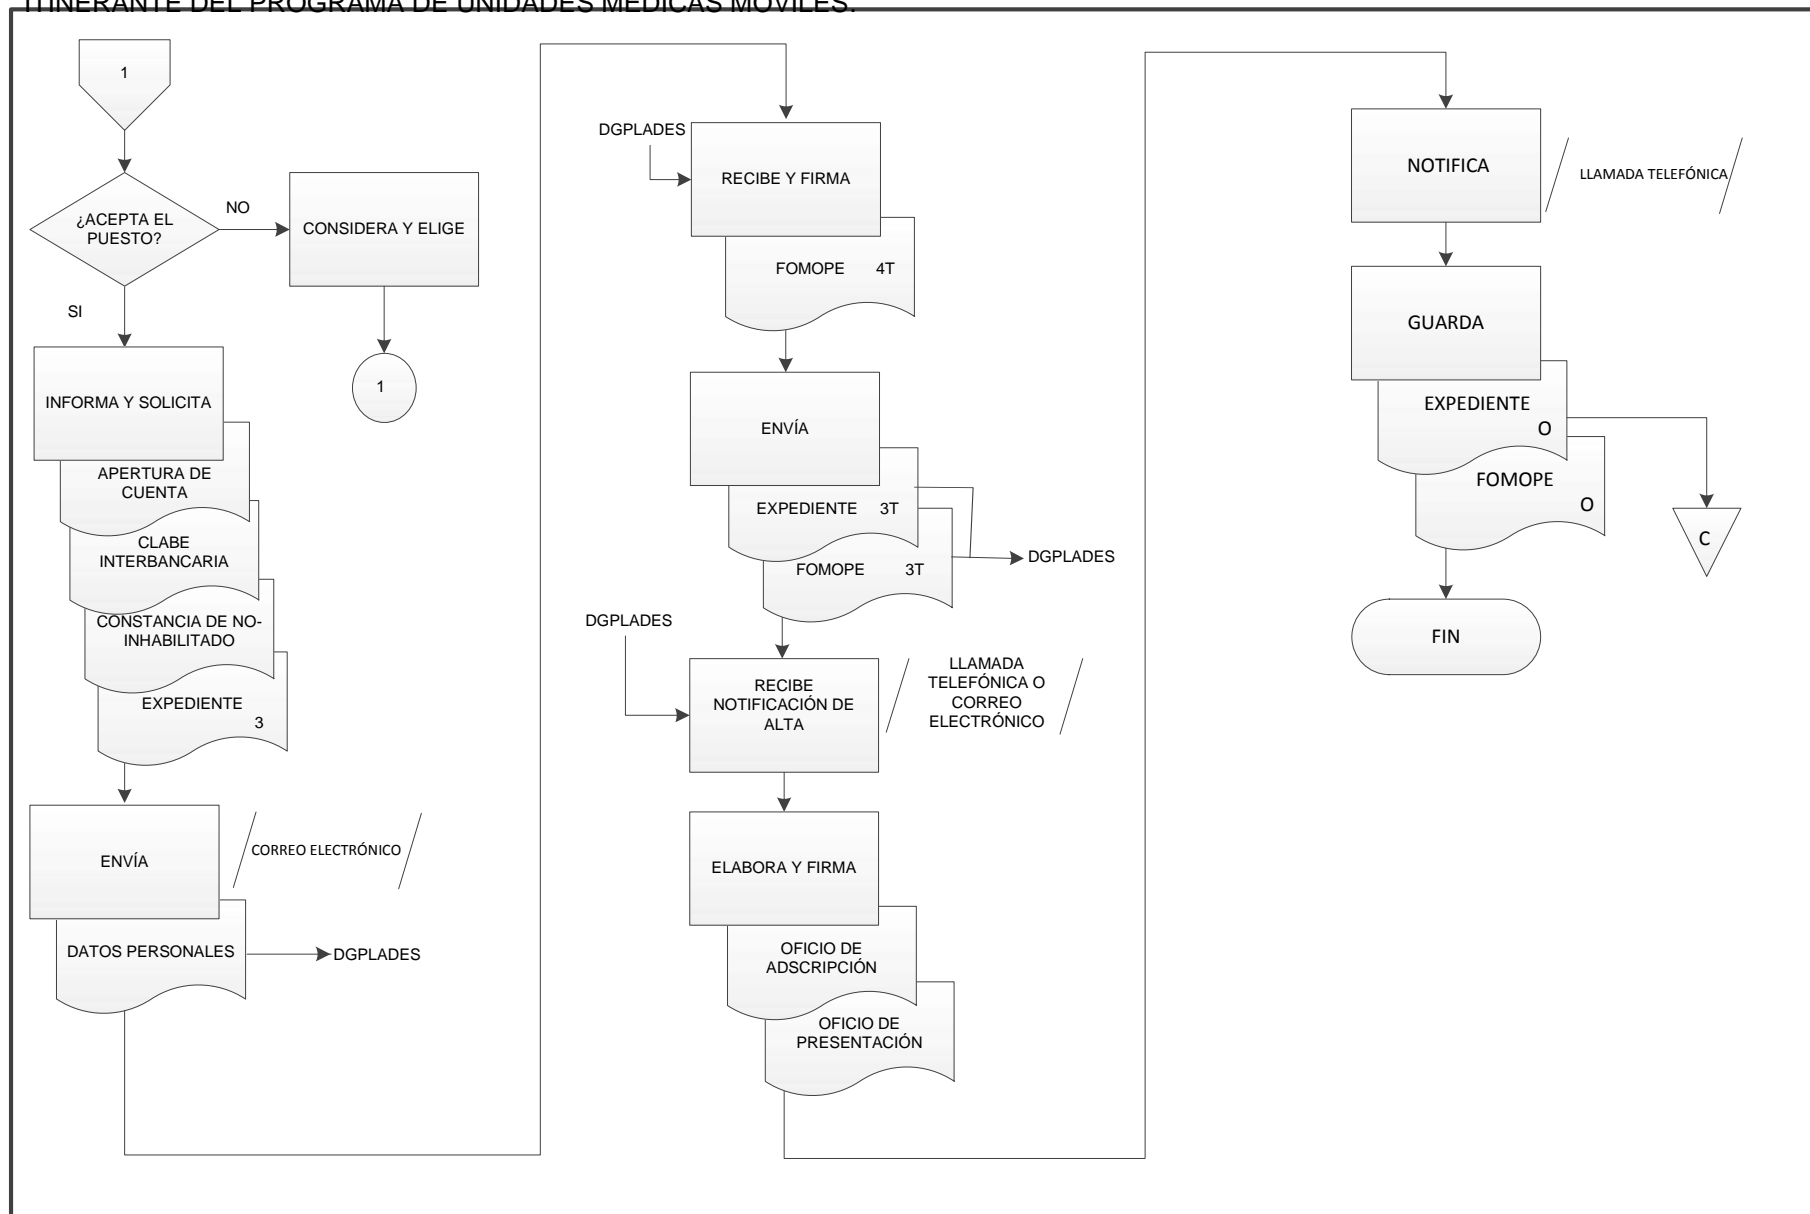 ITINERANTE DEL PROGRAMA DE UNIDADES MÉDICAS MÓVILES.
1
¿ACEPTA EL
PUESTO?
NO
CONSIDERA Y ELIGE
1
SI
INFORMA Y SOLICITA
APERTURA DE
CUENTA
CLABE
INTERBANCARIA
CONSTANCIA DE NO-
INHABILITADO
EXPEDIENTE
3
ENVÍA
CORREO ELECTRÓNICO
DATOS PERSONALES
DGPLADES
DGPLADES
RECIBE Y FIRMA
FOMOPE 4T
ENVÍA
EXPEDIENTE 3T
FOMOPE 3T
DGPLADES
DGPLADES
RECIBE
NOTIFICACIÓN DE
ALTA
LLAMADA
TELEFÓNICA O
CORREO
ELECTRÓNICO
ELABORA Y FIRMA
OFICIO DE
ADSCRIPCIÓN
OFICIO DE
PRESENTACIÓN
NOTIFICA
LLAMADA TELEFÓNICA
GUARDA
EXPEDIENTE
O
FOMOPE
O
C
FIN